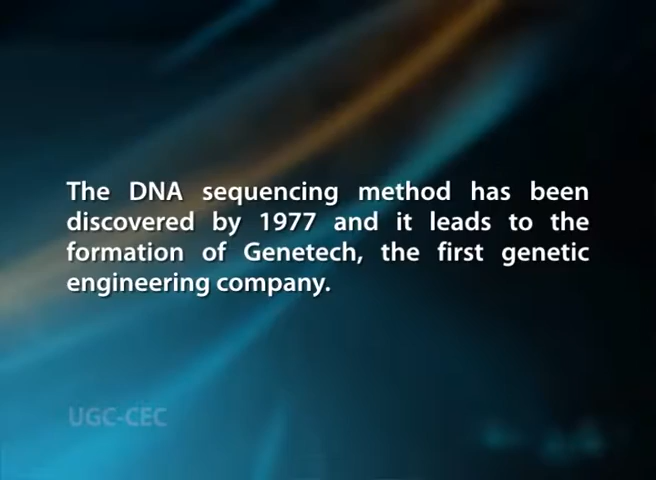 The DNA sequencing method has been
discovered by 1977 and it leads to the
formation of Genetech, the first genetic
engineering company.
UGC-CEC